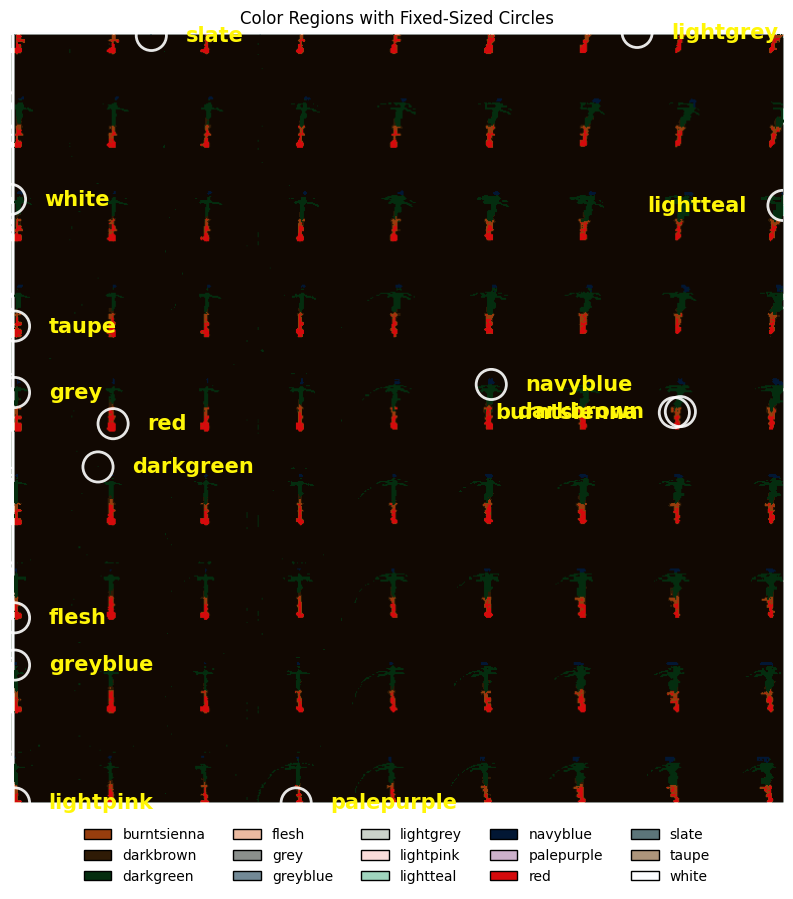 Color Regions with Fixed-Sized Circles
slate
lightgrey
white
lightteal
taupe
navyblue
grey
burntsienna
darkbrown
red
darkgreen
flesh
greyblue
lightpink
palepurple
burntsienna flesh lightgrey navyblue slate
darkbrown grey lightpink palepurple taupe
darkgreen greyblue lightteal red white